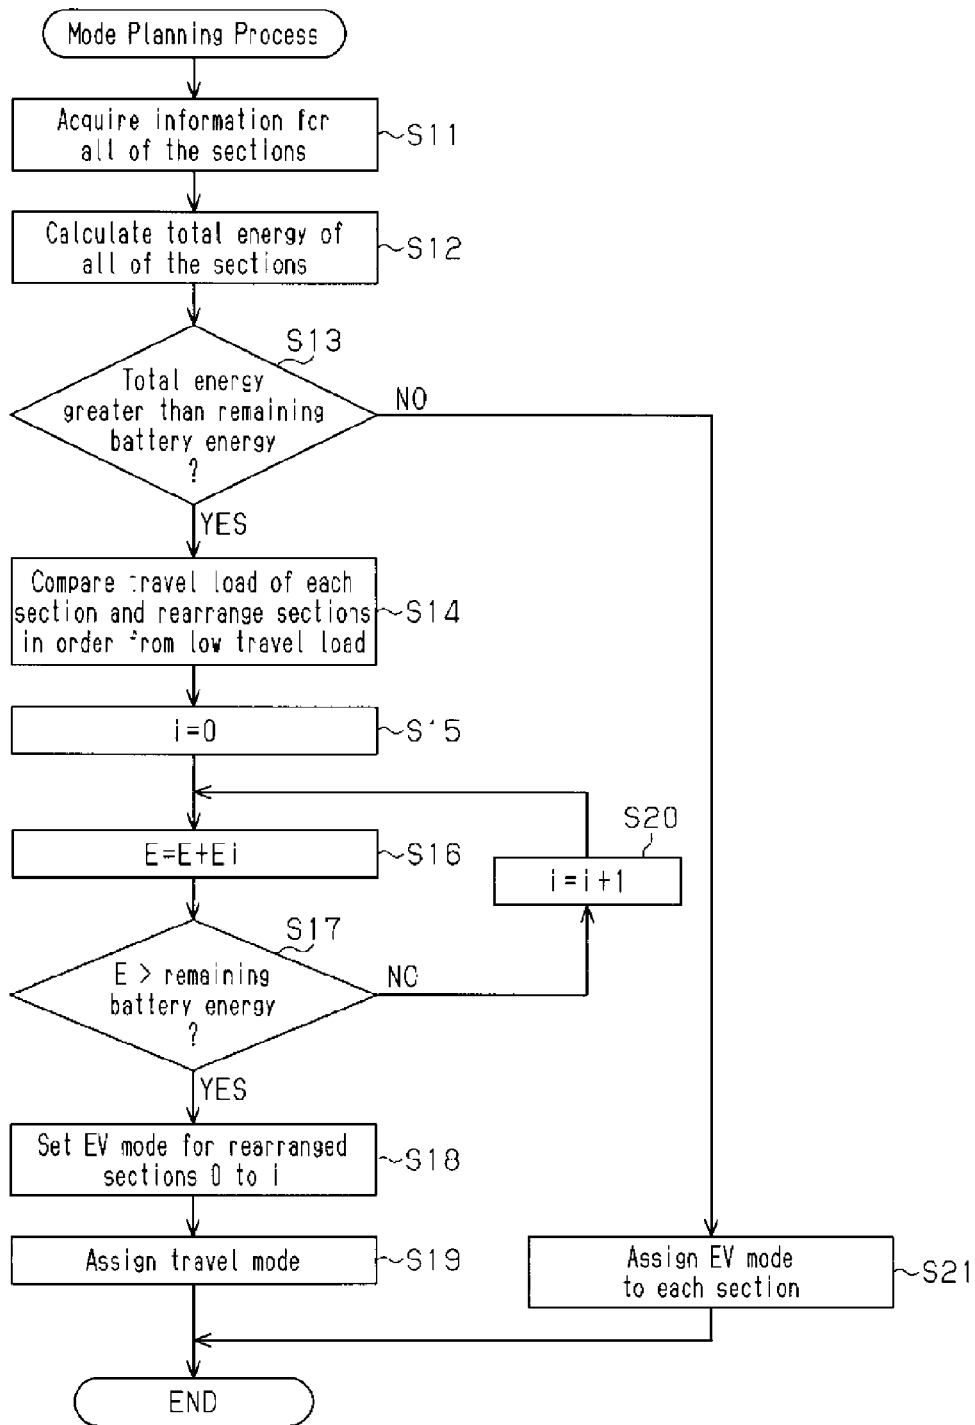 Mode Planning Process
Acquire information for
all of the sections
S11
Calculate total energy of
all of the sections
S12
S13
Total energy
greater than remaining
battery energy
?
NO
YES
Compare travel load of each
section and rearrange sections
in order from low travel load
S14
i=0
S15
E=E+Ei
S16
S20
i=i+1
S17
E > remaining
battery energy
?
NO
YES
Set EV mode for rearranged
sections 0 to i
S18
Assign travel mode
S19
Assign EV mode
to each section
S21
END